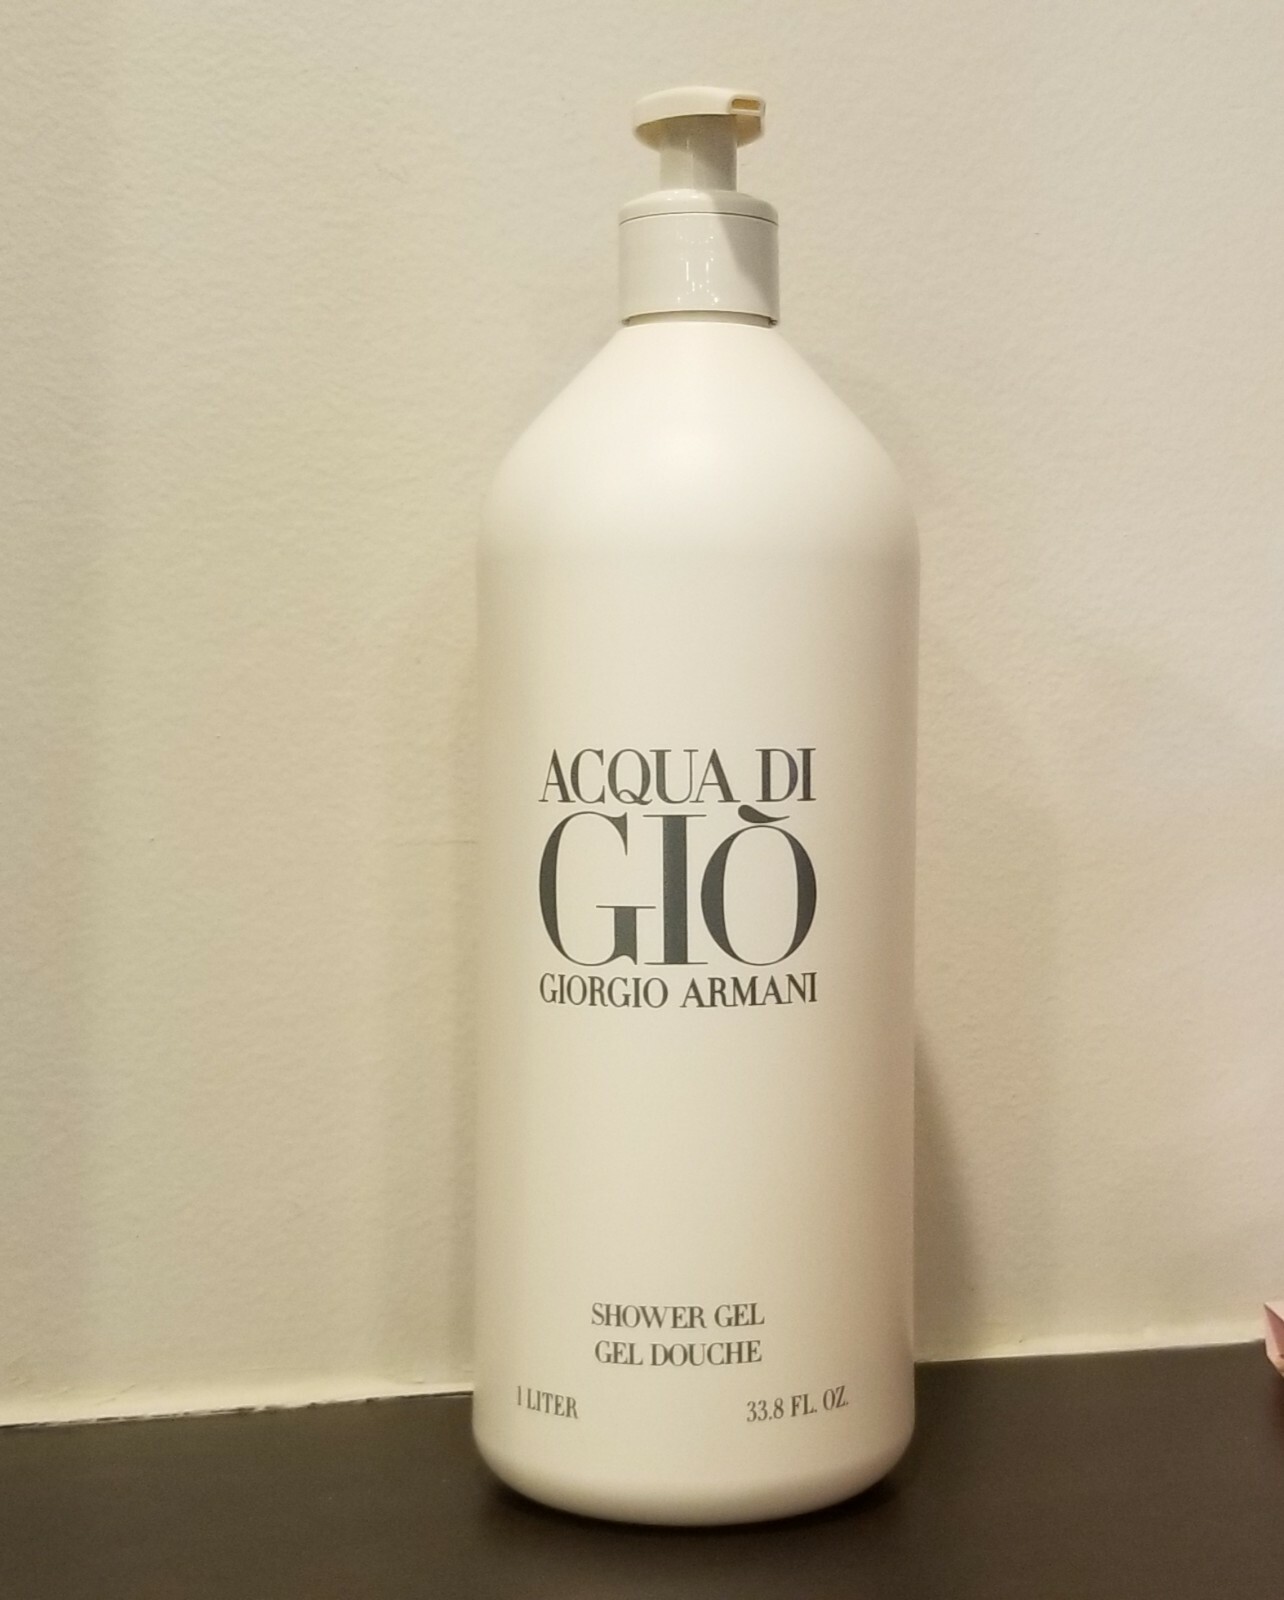 ACQUA DI
GIÒ
GIORGIO ARMANI
SHOWER GEL
GEL DOUCHE
1 LITER 33.8 FL. OZ.